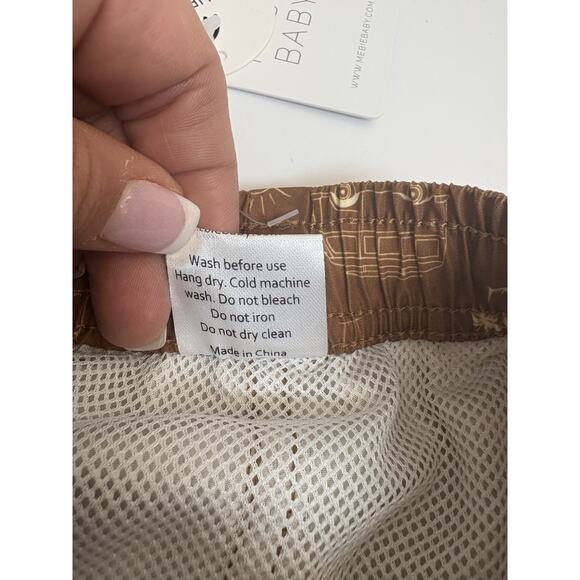 BABY
WWW.MEBIEBABY.COM
Wash before use
Hang dry. Cold machine
wash. Do not bleach
Do not iron
Do not dry clean
Made in China